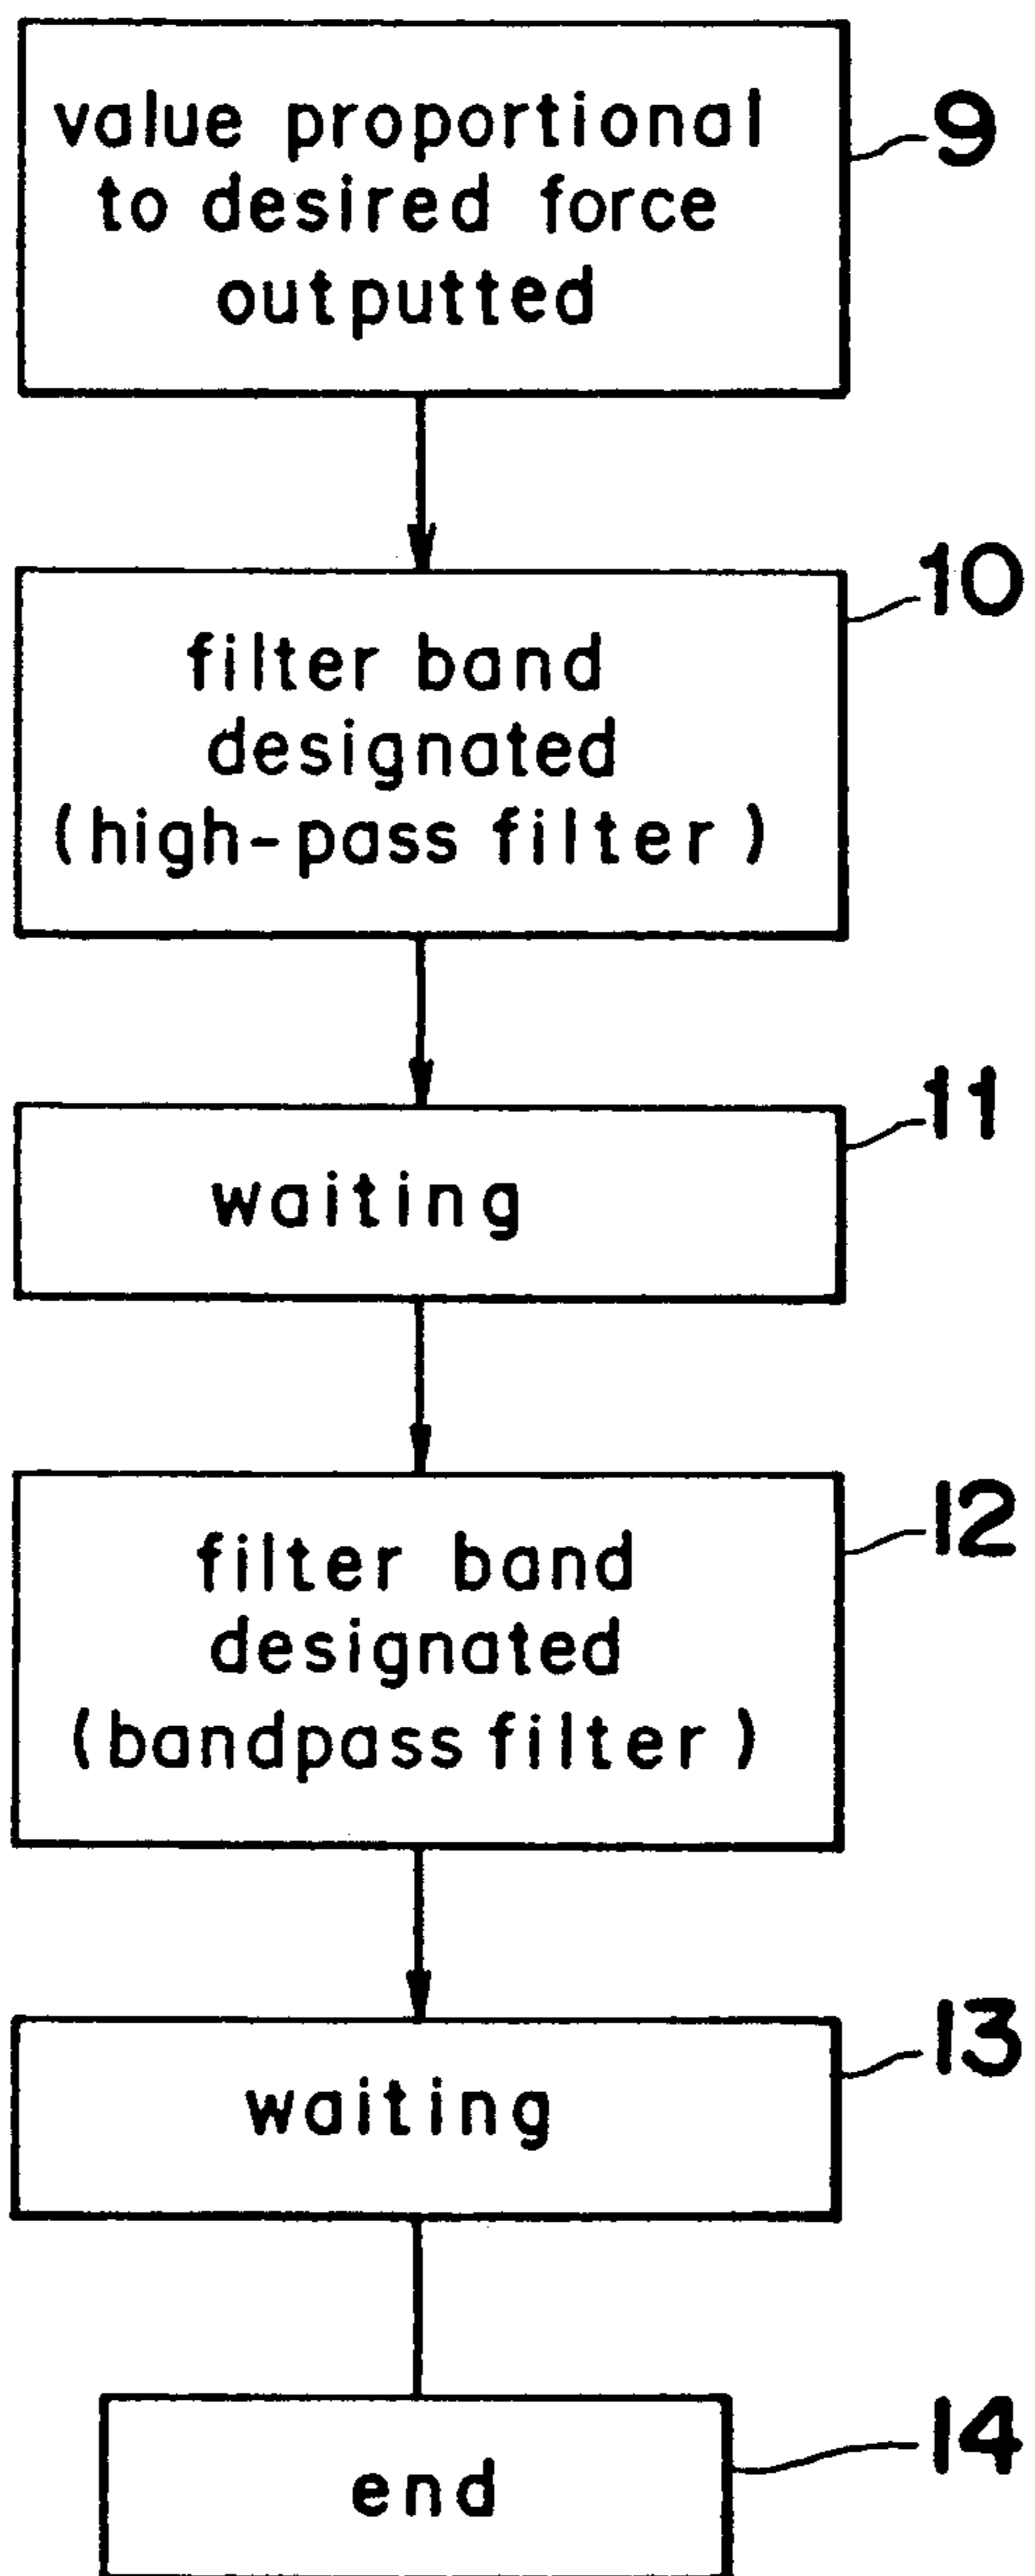 value proportional
to desired force
outputted
9
filter band
designated
(high-pass filter)
10
waiting
11
filter band
designated
(bandpass filter)
12
waiting
13
end
14